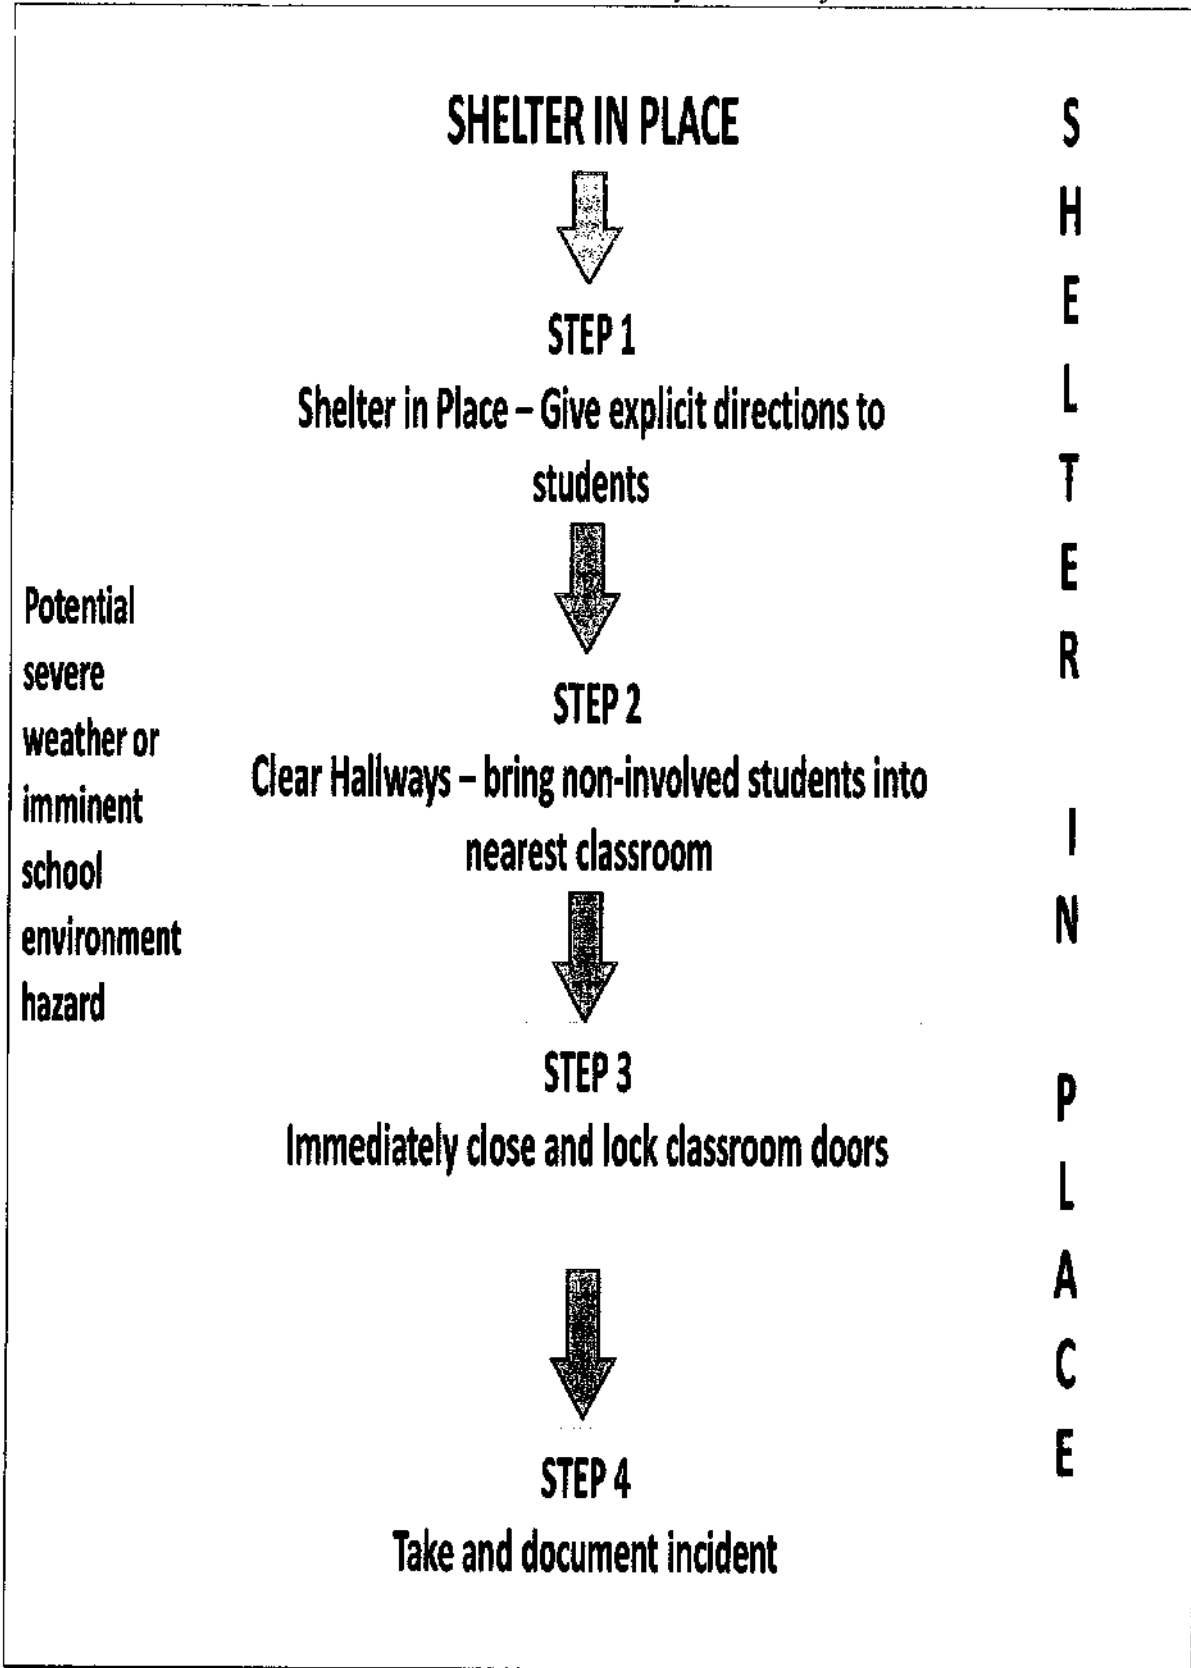 SHELTER IN PLACE
STEP 1
Shelter in Place – Give explicit directions to
students
STEP 2
Clear Hallways – bring non-involved students into
nearest classroom
STEP 3
Immediately close and lock classroom doors
STEP 4
Take and document incident
Potential
severe
weather or
imminent
school
environment
hazard
S
H
E
L
T
E
R
I
N
P
L
A
C
E